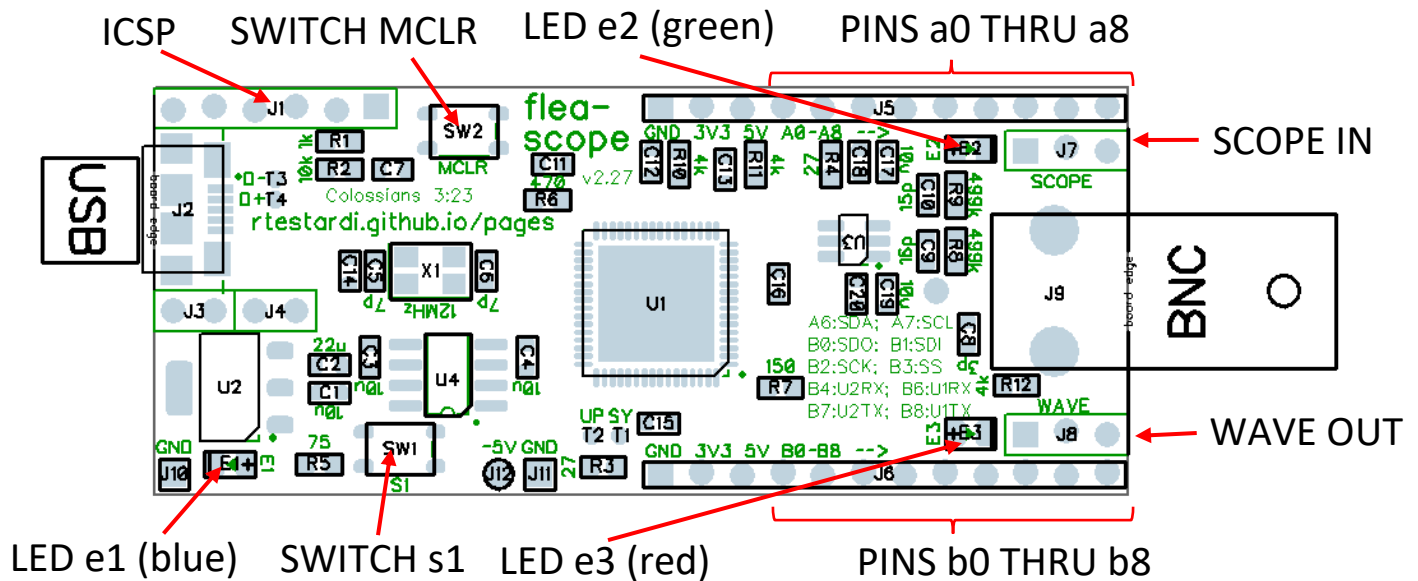 ICSP
SWITCH MCLR
LED e2 (green)
PINS a0 THRU a8
J1
SW2
MCLR
flea-
scope
v2.27
J5
GND 3V3 5V A0-A8 -->
SCOPE IN
J7
SCOPE
R1
1k
R2
10k
C7
C11
470
R6
C12
R10
4k
C13
R11
4k
27
R4
C18
C17
10u
E2
15p
C10
R9
499k
USB
board edge
J2
T3
T4
Colossians 3:23
rtestardi.github.io/pages
U3
C9
R8
499k
C14
C5
7p
X1
12MHz
C6
7p
U1
C16
C20
C19
10u
J9
board edge
BNC
J3
J4
A6:SDA; A7:SCL
B0:SDO; B1:SDI
B2:SCK; B3:SS
B4:U2RX; B6:U1RX
B7:U2TX; B8:U1TX
C8
3p
U2
22u
C2
C1
10u
C3
10u
U4
C4
10u
150
R7
4k
R12
WAVE
J8
WAVE OUT
UP SY
T2 T1
C15
E3
+E3
GND
J10
E1+
E1
75
R5
SW1
S1
-5V GND
J12
J11
27
R3
GND 3V3 5V B0-B8 -->
J6
LED e1 (blue)
SWITCH s1
LED e3 (red)
PINS b0 THRU b8